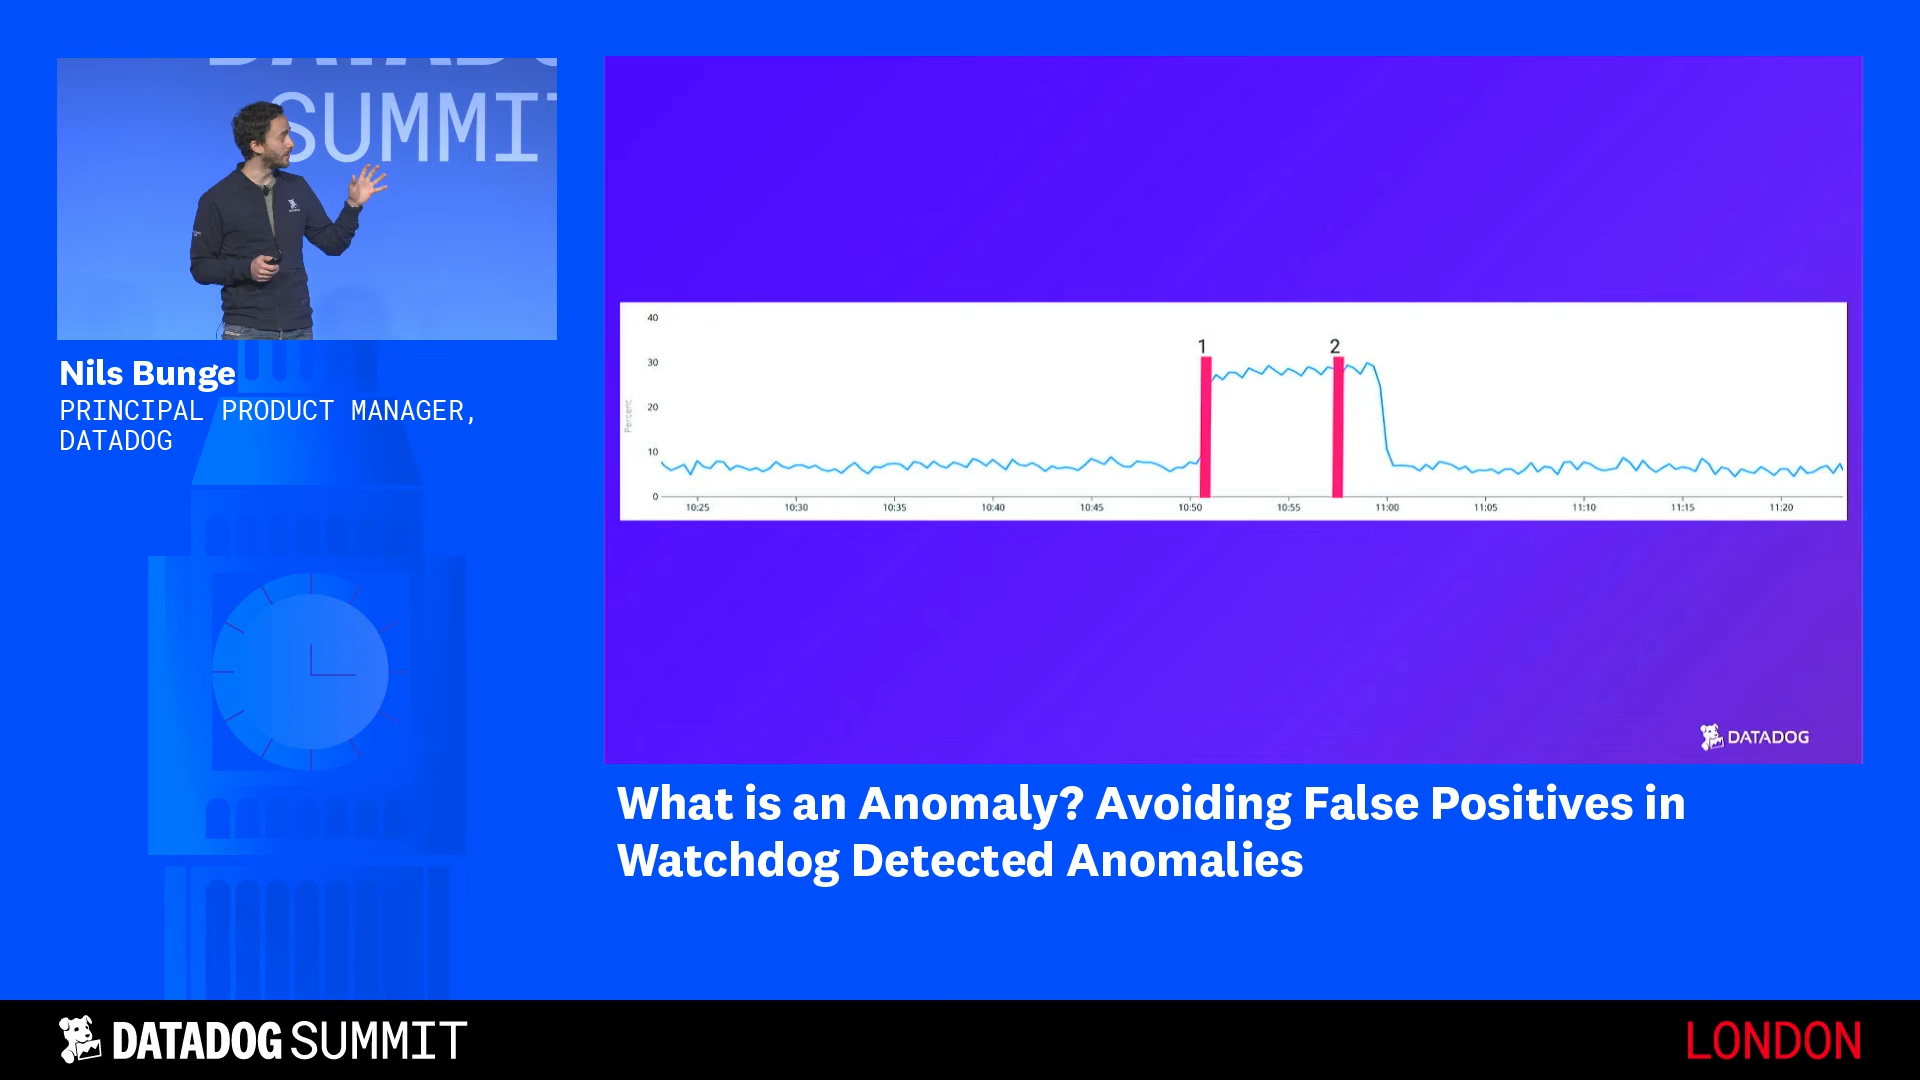 SUMMIT
Nils Bunge
PRINCIPAL PRODUCT MANAGER,
DATADOG
40
30
20
10
0
Percent
1
2
10:25
10:30
10:35
10:40
10:45
10:50
10:55
11:00
11:05
11:10
11:15
11:20
DATADOG
What is an Anomaly? Avoiding False Positives in
Watchdog Detected Anomalies
DATADOG SUMMIT
LONDON